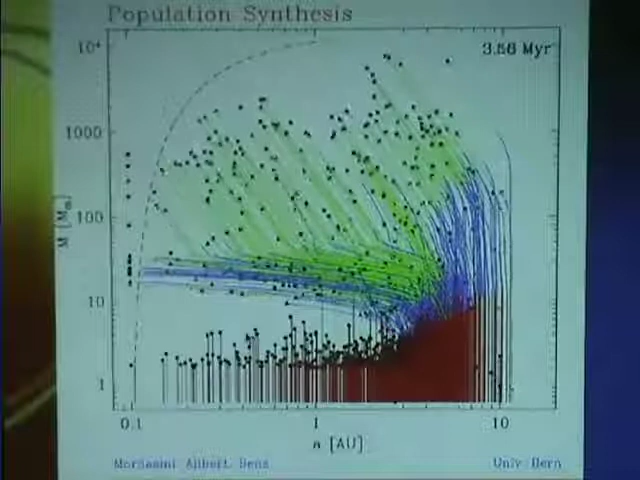 Population Synthesis
3.56 Myr
10⁴
1000
100
10
1
M [M⊕]
0.1
1
10
a [AU]
Mordasini Alibert Benz
Univ Bern